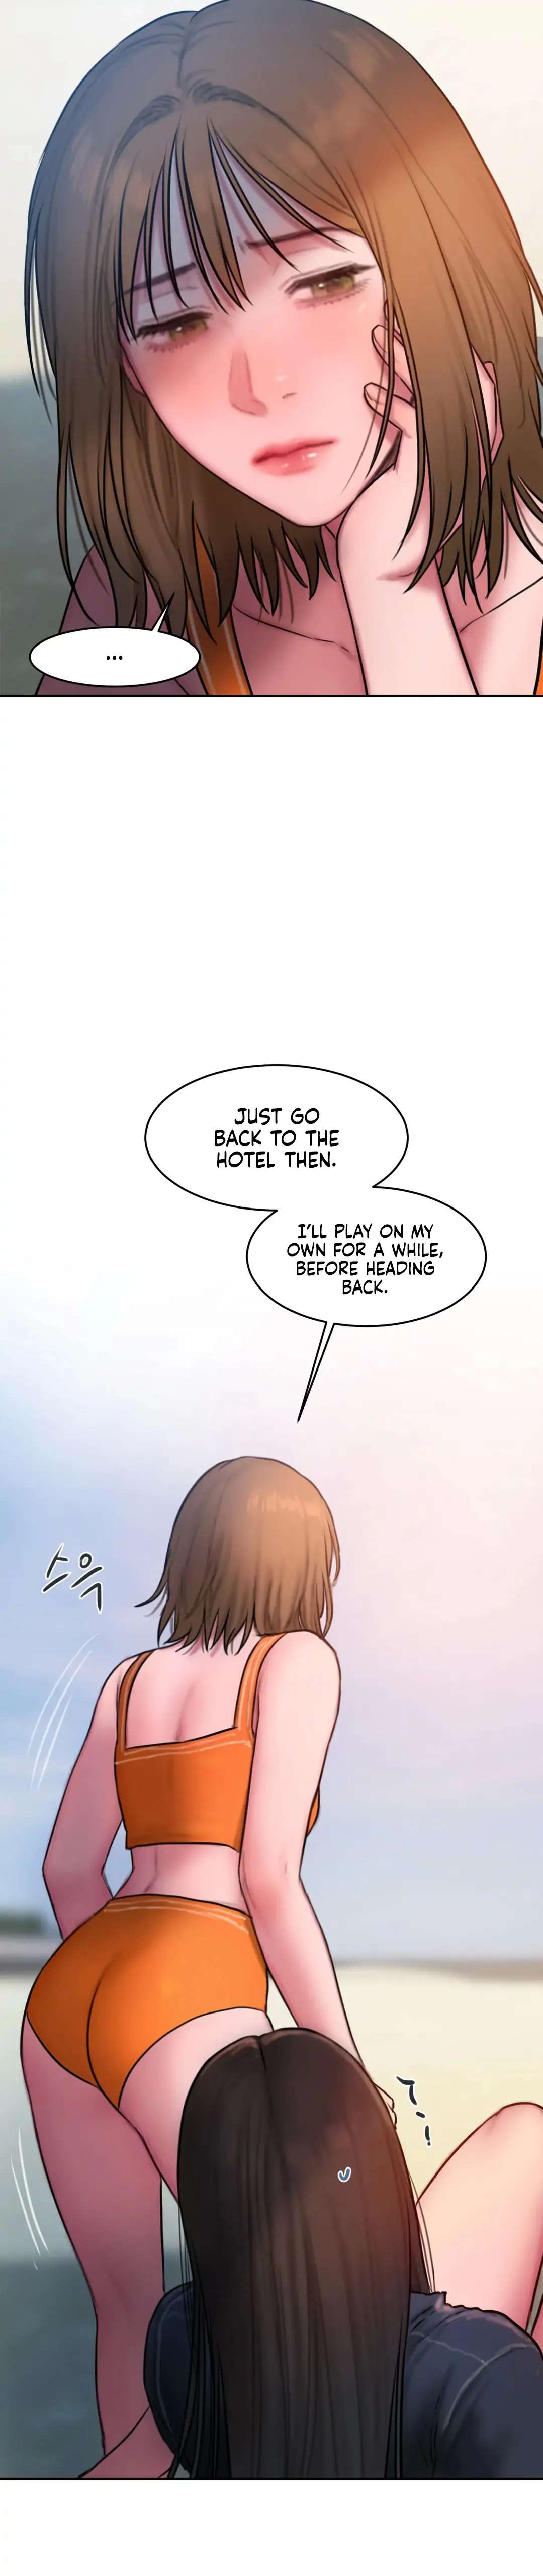 ...
JUST GO
BACK TO THE
HOTEL THEN.
I'LL PLAY ON MY
OWN FOR A WHILE,
BEFORE HEADING
BACK.
스윽